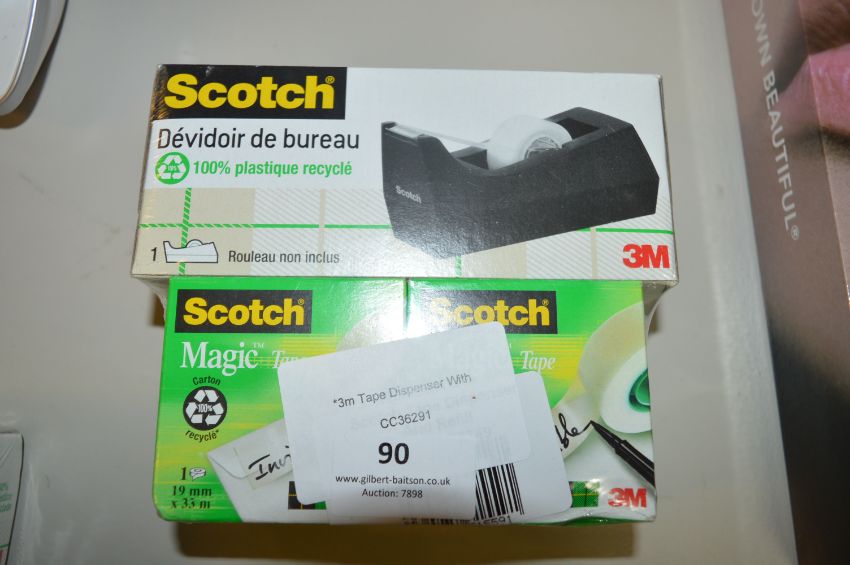 Scotch®
Dévidoir de bureau
100% plastique recyclé
Scotch
1 Rouleau non inclus
3M
Scotch® Scotch®
Magic™ Tape
Carton
100%
recyclé*
1
19 mm
x 33 m
*3m Tape Dispenser With
CC36291
90
www.gilbert-baitson.co.uk
Auction: 7898
3M
OWN BEAUTIFUL®